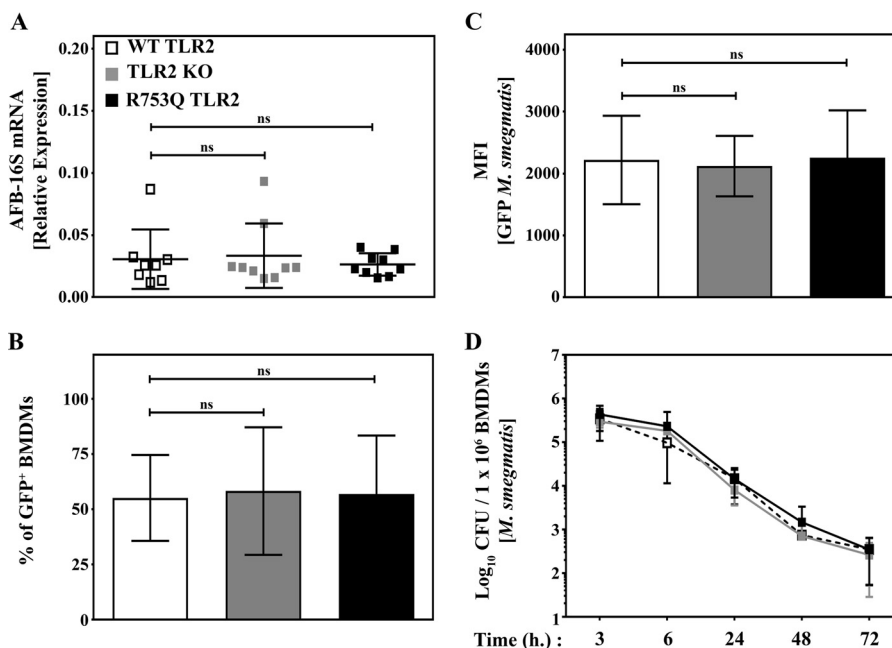 A
AFB-16S mRNA
[Relative Expression]
0.20
0.15
0.10
0.05
0.00
WT TLR2
TLR2 KO
R753Q TLR2
ns
ns
B
% of GFP⁺ BMDMs
100
75
50
25
0
ns
ns
C
MFI
[GFP M. smegmatis]
4000
3000
2000
1000
0
ns
ns
D
Log₁₀ CFU / 1 x 10⁶ BMDMs
[M. smegmatis]
7
6
5
4
3
2
1
Time (h.) : 3 6 24 48 72